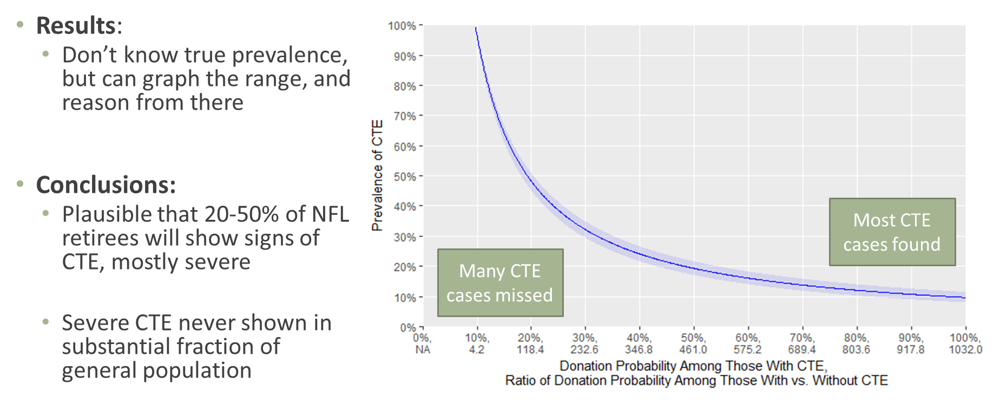 • Results:
• Don’t know true prevalence,
but can graph the range, and
reason from there
• Conclusions:
• Plausible that 20-50% of NFL
retirees will show signs of
CTE, mostly severe
• Severe CTE never shown in
substantial fraction of
general population
Prevalence of CTE
100%
90%
80%
70%
60%
50%
40%
30%
20%
10%
0%
Many CTE
cases missed
Most CTE
cases found
0%, 10%, 20%, 30%, 40%, 50%, 60%, 70%, 80%, 90%, 100%,
NA 4.2 118.4 232.6 346.8 461.0 575.2 689.4 803.6 917.8 1032.0
Donation Probability Among Those With CTE,
Ratio of Donation Probability Among Those With vs. Without CTE